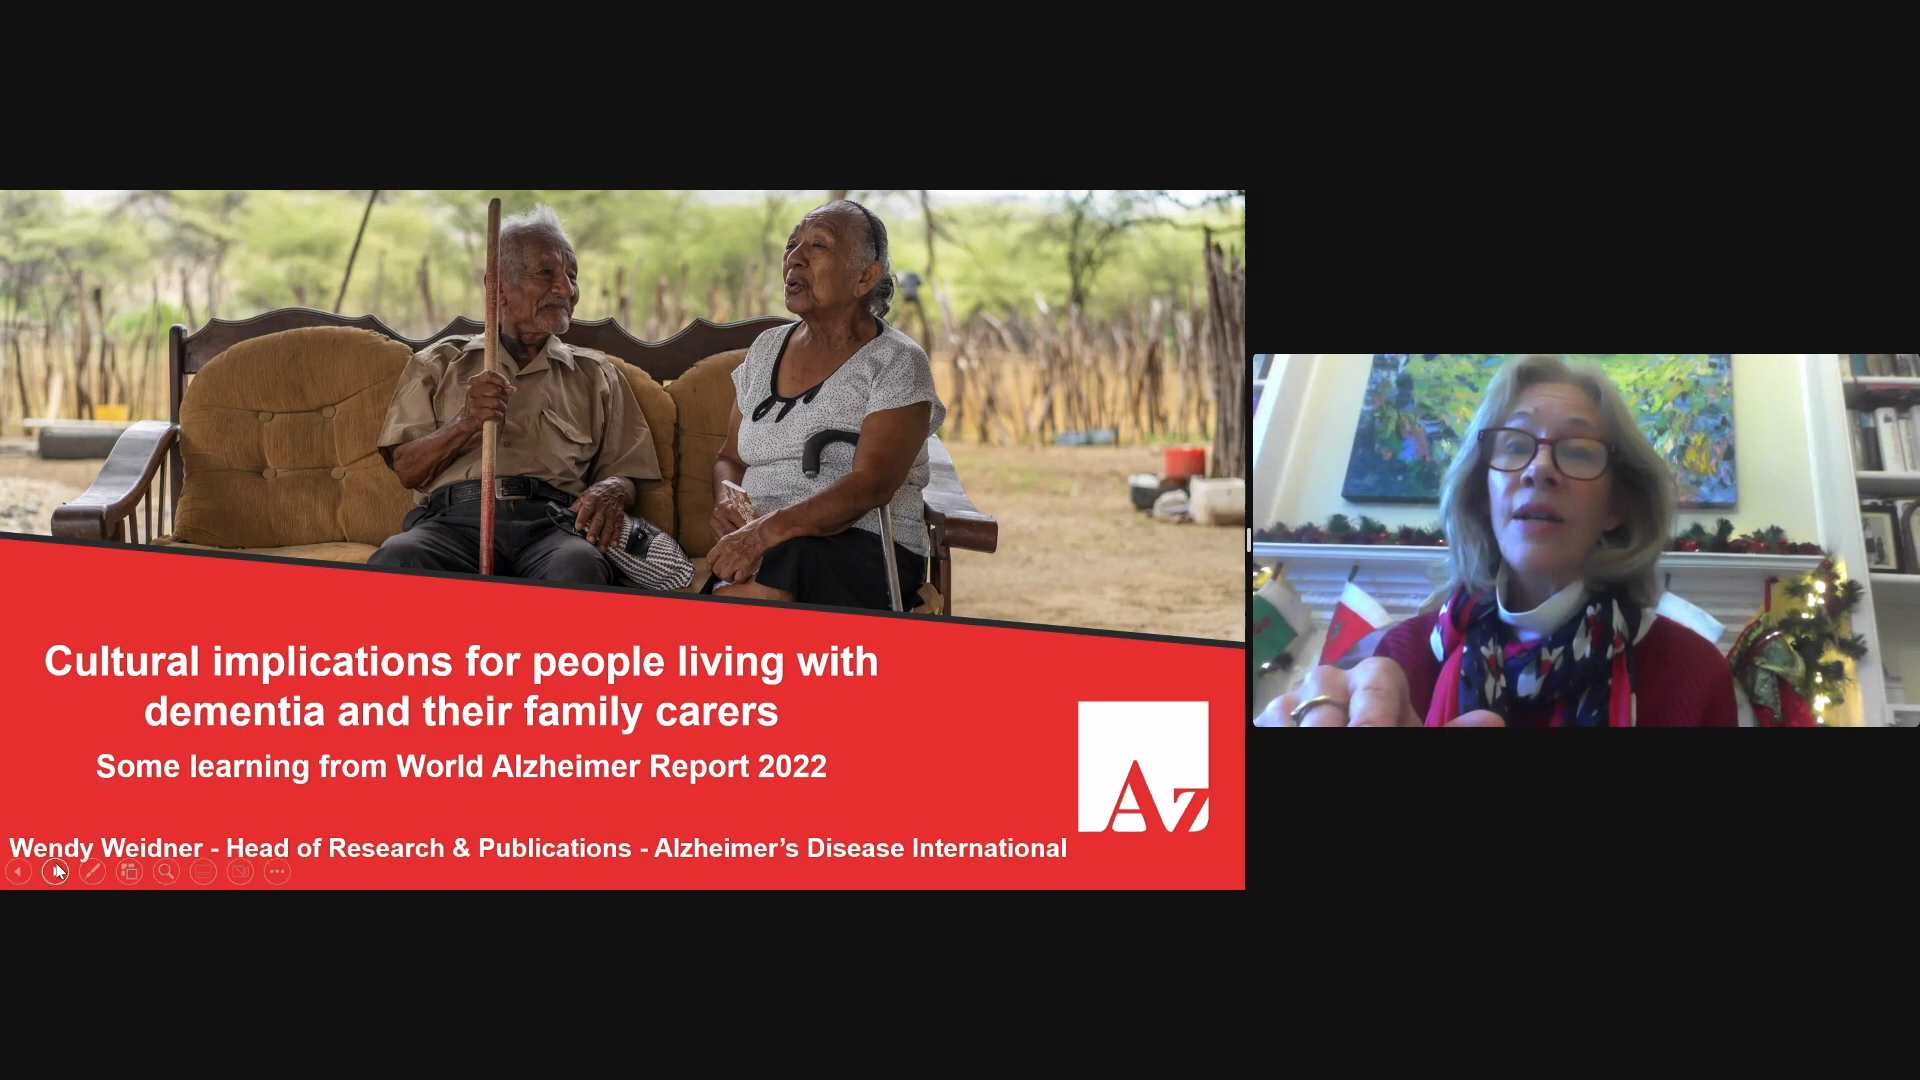 Cultural implications for people living with
dementia and their family carers
Some learning from World Alzheimer Report 2022
Az
Wendy Weidner - Head of Research & Publications - Alzheimer’s Disease International